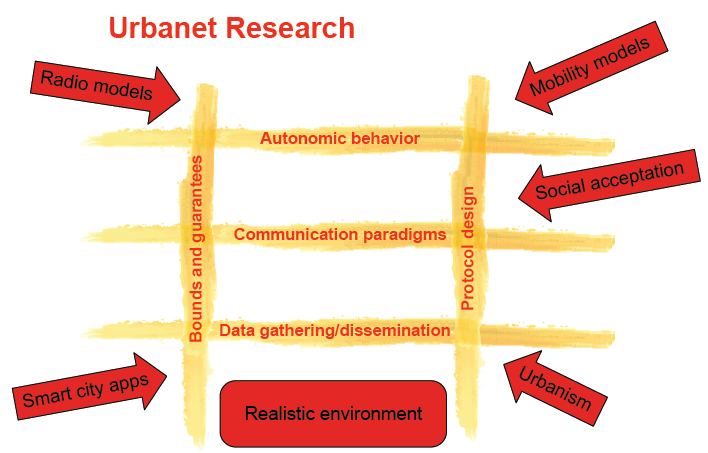 Urbanet Research
Radio models
Mobility models
Autonomic behavior
Social acceptation
Bounds and guarantees
Communication paradigms
Protocol design
Data gathering/dissemination
Smart city apps
Realistic environment
Urbanism